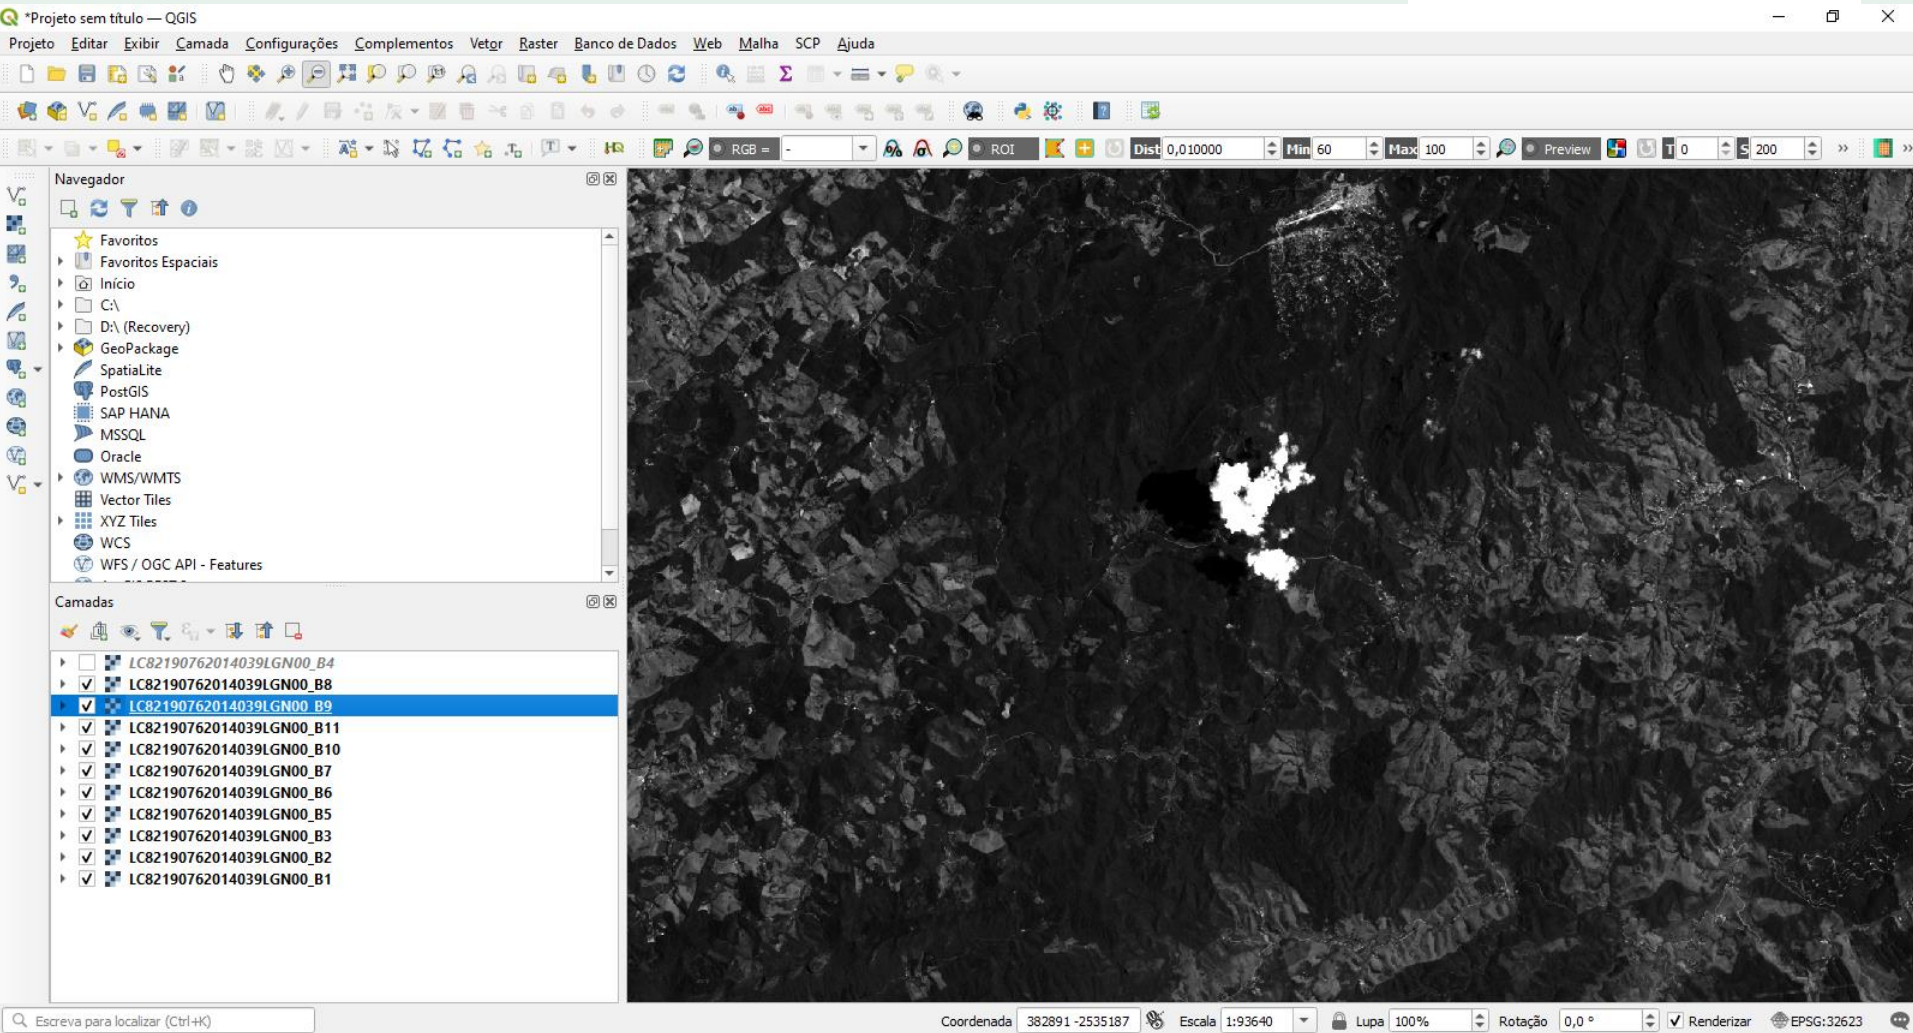 *Projeto sem título — QGIS
Projeto Editar Exibir Camada Configurações Complementos Vetor Raster Banco de Dados Web Malha SCP Ajuda
RGB = - ROI Dist 0,010000 Min 60 Max 100 Preview T 0 S 200
Navegador
Favoritos
Favoritos Espaciais
Início
C:\
D:\ (Recovery)
GeoPackage
SpatiaLite
PostGIS
SAP HANA
MSSQL
Oracle
WMS/WMTS
Vector Tiles
XYZ Tiles
WCS
WFS / OGC API - Features
Camadas
LC82190762014039LGN00_B4
LC82190762014039LGN00_B8
LC82190762014039LGN00_B9
LC82190762014039LGN00_B11
LC82190762014039LGN00_B10
LC82190762014039LGN00_B7
LC82190762014039LGN00_B6
LC82190762014039LGN00_B5
LC82190762014039LGN00_B3
LC82190762014039LGN00_B2
LC82190762014039LGN00_B1
Escreva para localizar (Ctrl+K) Coordenada 382891 -2535187 Escala 1:93640 Lupa 100% Rotação 0,0 ° Renderizar EPSG:32623